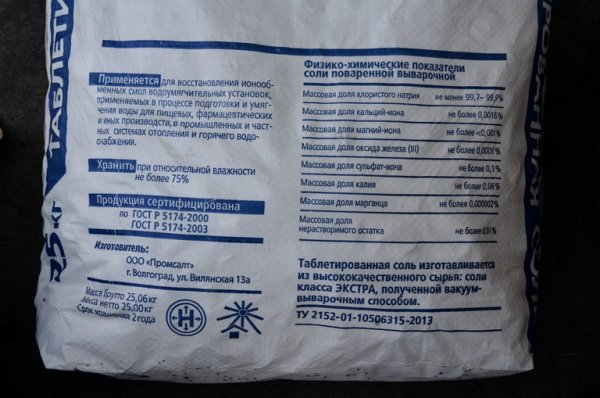 ТАБЛЕТИ
25 КГ
Применяется для восстановления ионооб-
менных смол водоумягчительных установок,
применяемых в процессе подготовки и умяг-
чения воды для пищевых, фармацевтических
и иных производств, в промышленных и част-
ных системах отопления и горячего водо-
снабжения.
Хранить при относительной влажности
не более 75%
Продукция сертифицирована
по ГОСТ Р 5174-2000
ГОСТ Р 5174-2003
Изготовитель:
ООО «Промсалт»
г. Волгоград, ул. Вилянская 13а
Масса брутто 25,06кг
Масса нетто 25,00кг
Срок хранения 2 года
Физико-химические показатели
соли поваренной выварочной
Массовая доля хлористого натрия не менее 99,7– 99,9%
Массовая доля кальций-иона не более 0,0016%
Массовая доля магний-иона не более <0,001%
Массовая доля оксида железа (III) не более 0,0001%
Массовая доля сульфат-иона не более 0,1%
Массовая доля калия не более 0,06%
Массовая доля марганца не более 0,000002%
Массовая доля
нерастворимого остатка не более 0,01%
Таблетированная соль изготавливается
из высококачественного сырья: соли
класса ЭКСТРА, полученной вакуум-
выварочным способом.
ТУ 2152-01-10506315-2013
РОВАННАЯ